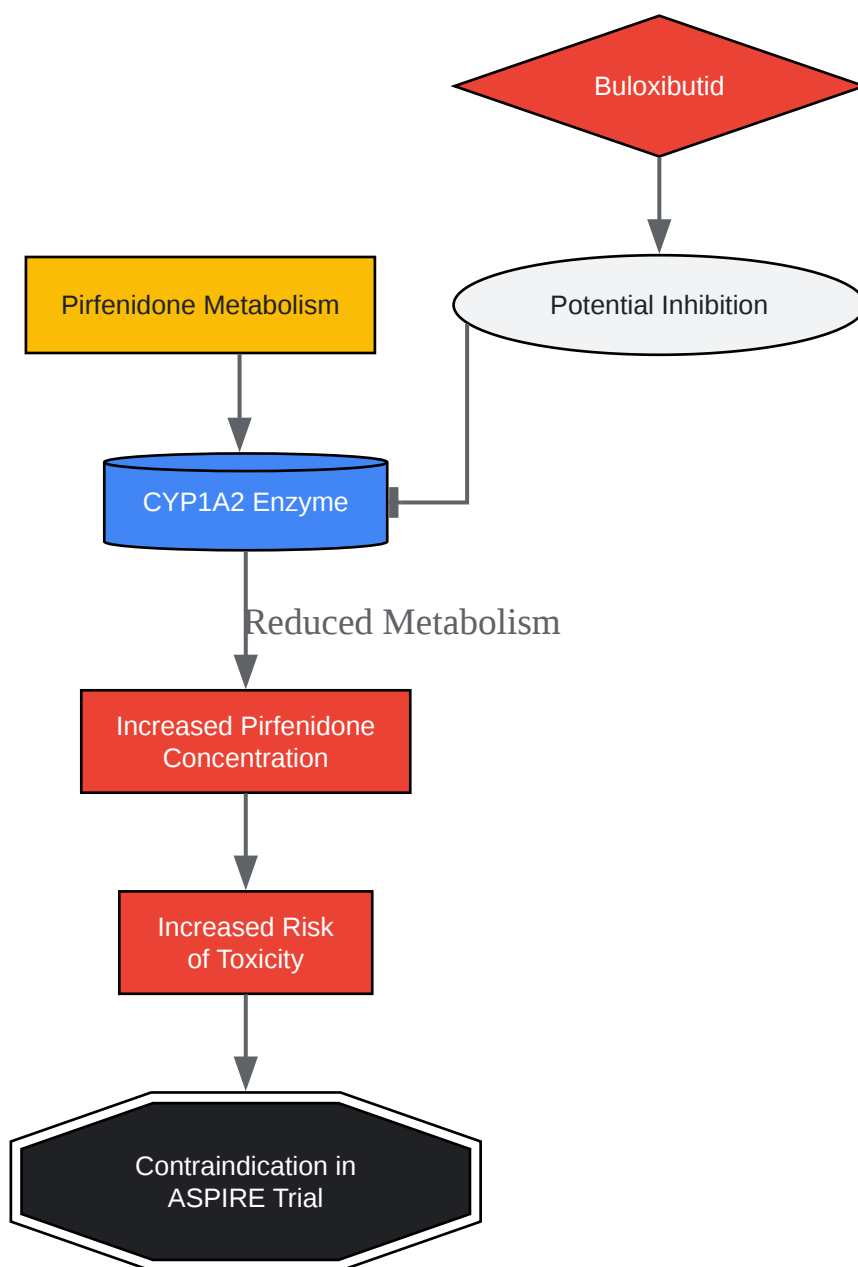 Buloxibutid
Pirfenidone Metabolism
Potential Inhibition
CYP1A2 Enzyme
Reduced Metabolism
Increased Pirfenidone
Concentration
Increased Risk
of Toxicity
Contraindication in
ASPIRE Trial